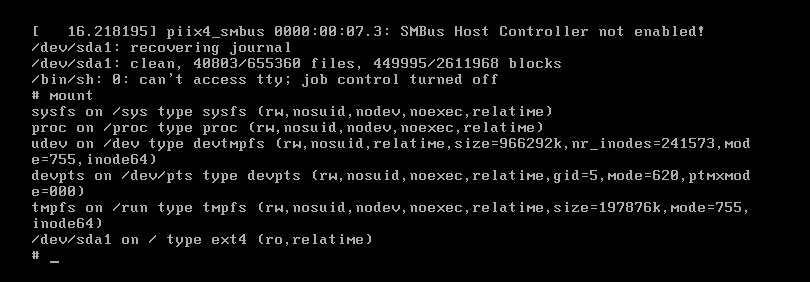 [   16.218195] piix4_smbus 0000:00:07.3: SMBus Host Controller not enabled!
/dev/sda1: recovering journal
/dev/sda1: clean, 40803/655360 files, 449995/2611968 blocks
/bin/sh: 0: can't access tty; job control turned off
# mount
sysfs on /sys type sysfs (rw,nosuid,nodev,noexec,relatime)
proc on /proc type proc (rw,nosuid,nodev,noexec,relatime)
udev on /dev type devtmpfs (rw,nosuid,relatime,size=966292k,nr_inodes=241573,mod
e=755,inode64)
devpts on /dev/pts type devpts (rw,nosuid,noexec,relatime,gid=5,mode=620,ptmxmod
e=000)
tmpfs on /run type tmpfs (rw,nosuid,nodev,noexec,relatime,size=197876k,mode=755,
inode64)
/dev/sda1 on / type ext4 (ro,relatime)
# _